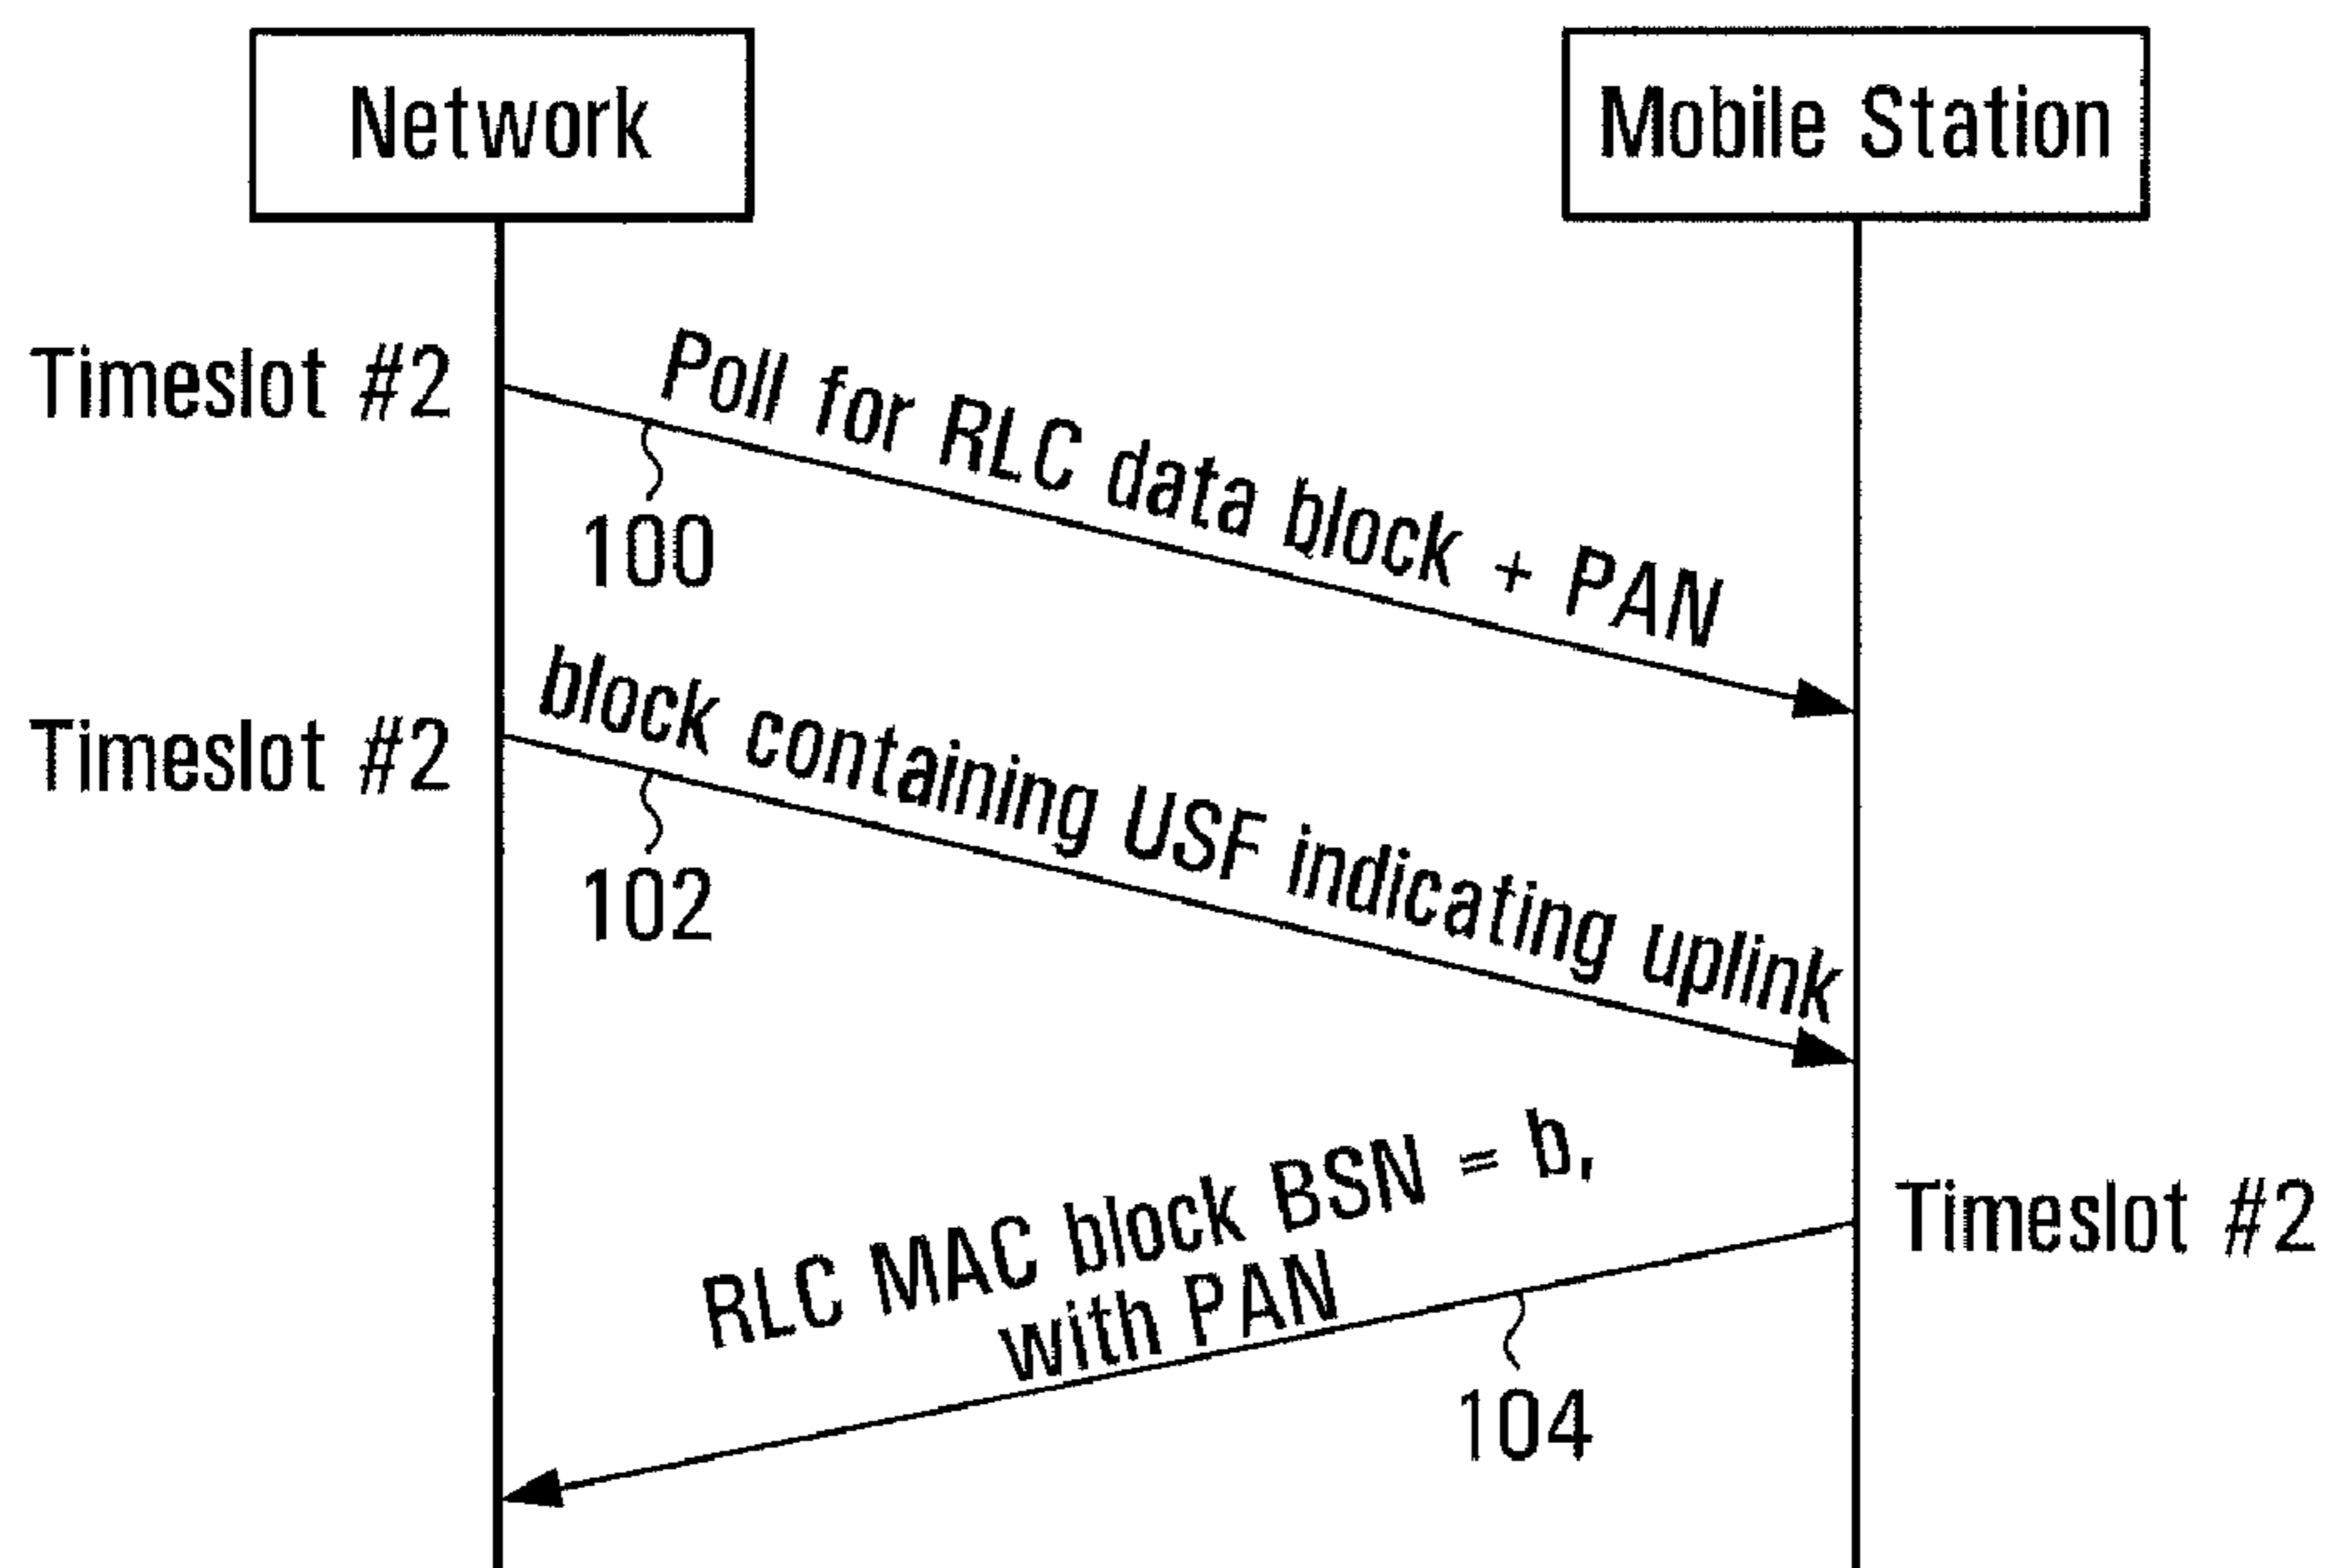 Network
Mobile Station
Timeslot #2
Poll for RLC data block + PAN
100
Timeslot #2
block containing USF indicating uplink
102
RLC MAC block BSN = b,
with PAN
Timeslot #2
104